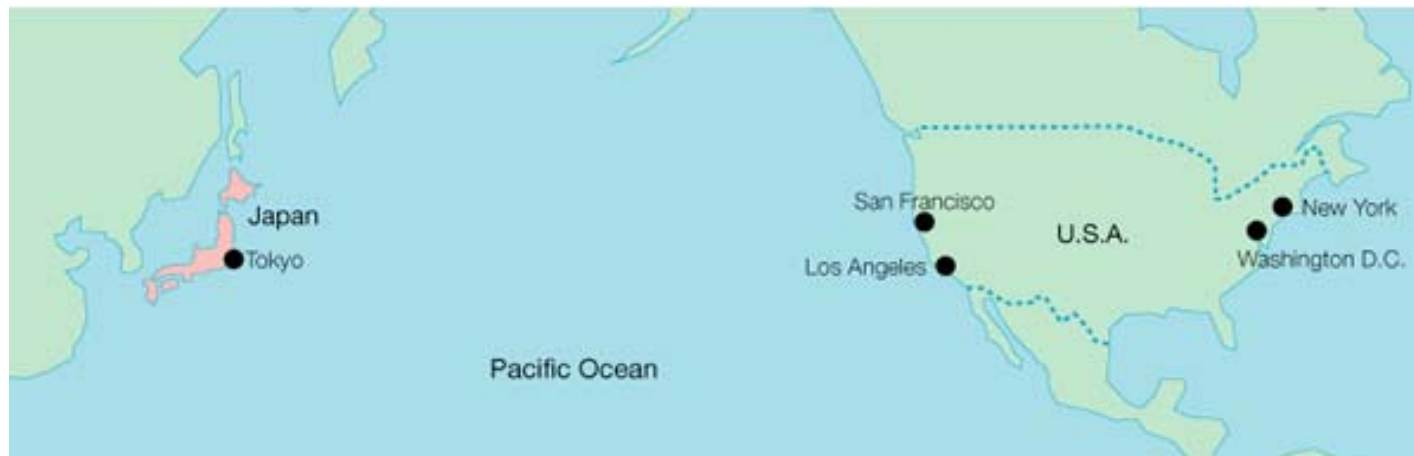 San Francisco
Japan
New York
U.S.A.
Tokyo
Los Angeles
Washington D.C.
Pacific Ocean